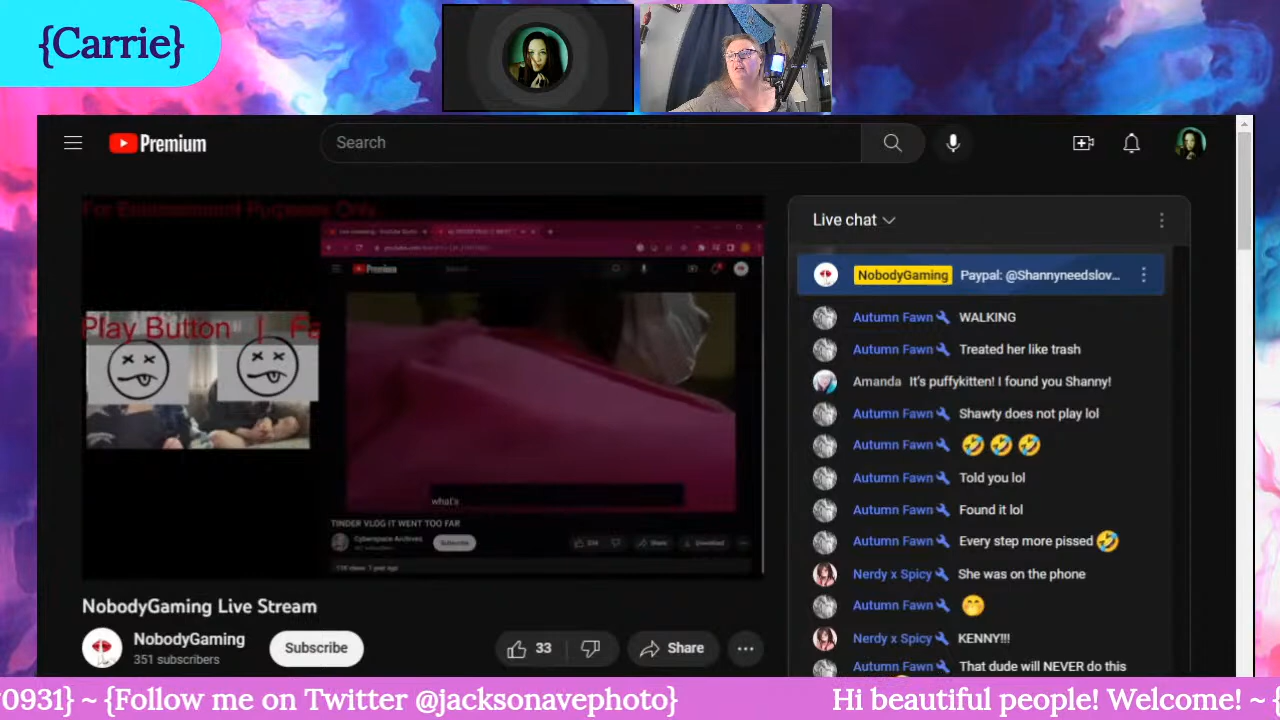 {Carrie}
Premium
Search
For Entertainment Purposes Only
Play Button | Fa
Premium
what's
TINDER VLOG IT WENT TOO FAR
Cyberspace Archives
Subscribe
Share
Download
NobodyGaming Live Stream
NobodyGaming
351 subscribers
Subscribe
33
Share
Live chat
NobodyGaming Paypal: @Shannyneedslov...
Autumn Fawn WALKING
Autumn Fawn Treated her like trash
Amanda It's puffykitten! I found you Shanny!
Autumn Fawn Shawty does not play lol
Autumn Fawn 🤣 🤣 🤣
Autumn Fawn Told you lol
Autumn Fawn Found it lol
Autumn Fawn Every step more pissed 🤣
Nerdy x Spicy She was on the phone
Autumn Fawn 🤭
Nerdy x Spicy KENNY!!!
Autumn Fawn That dude will NEVER do this
0931} ~ {Follow me on Twitter @jacksonavephoto}
Hi beautiful people! Welcome! ~ {